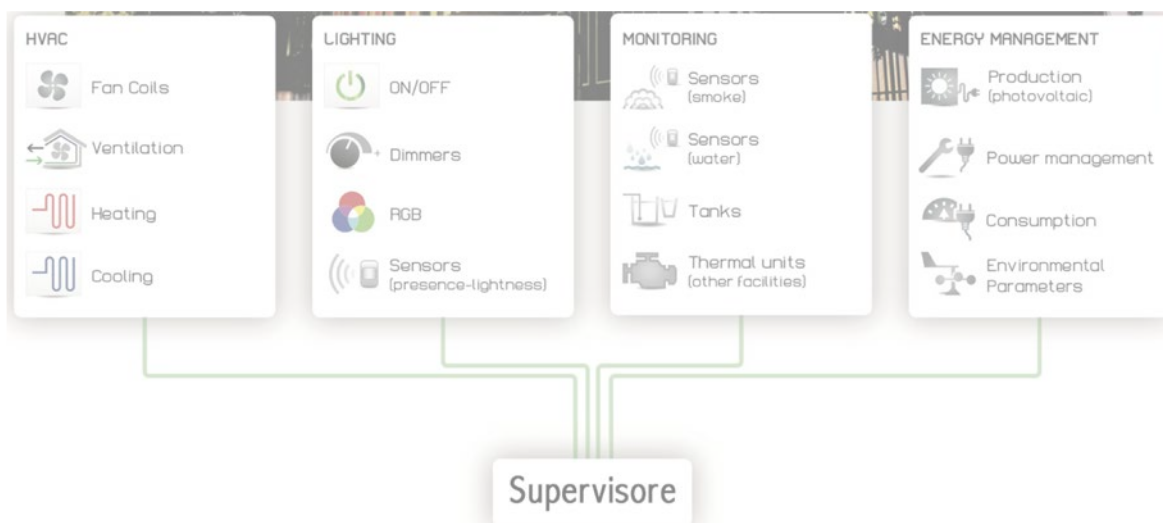 HVAC
Fan Coils
Ventilation
Heating
Cooling
LIGHTING
ON/OFF
Dimmers
RGB
Sensors
(presence-lightness)
MONITORING
Sensors
(smoke)
Sensors
(water)
Tanks
Thermal units
(other facilities)
ENERGY MANAGEMENT
Production
(photovoltaic)
Power management
Consumption
Environmental
Parameters
Supervisore